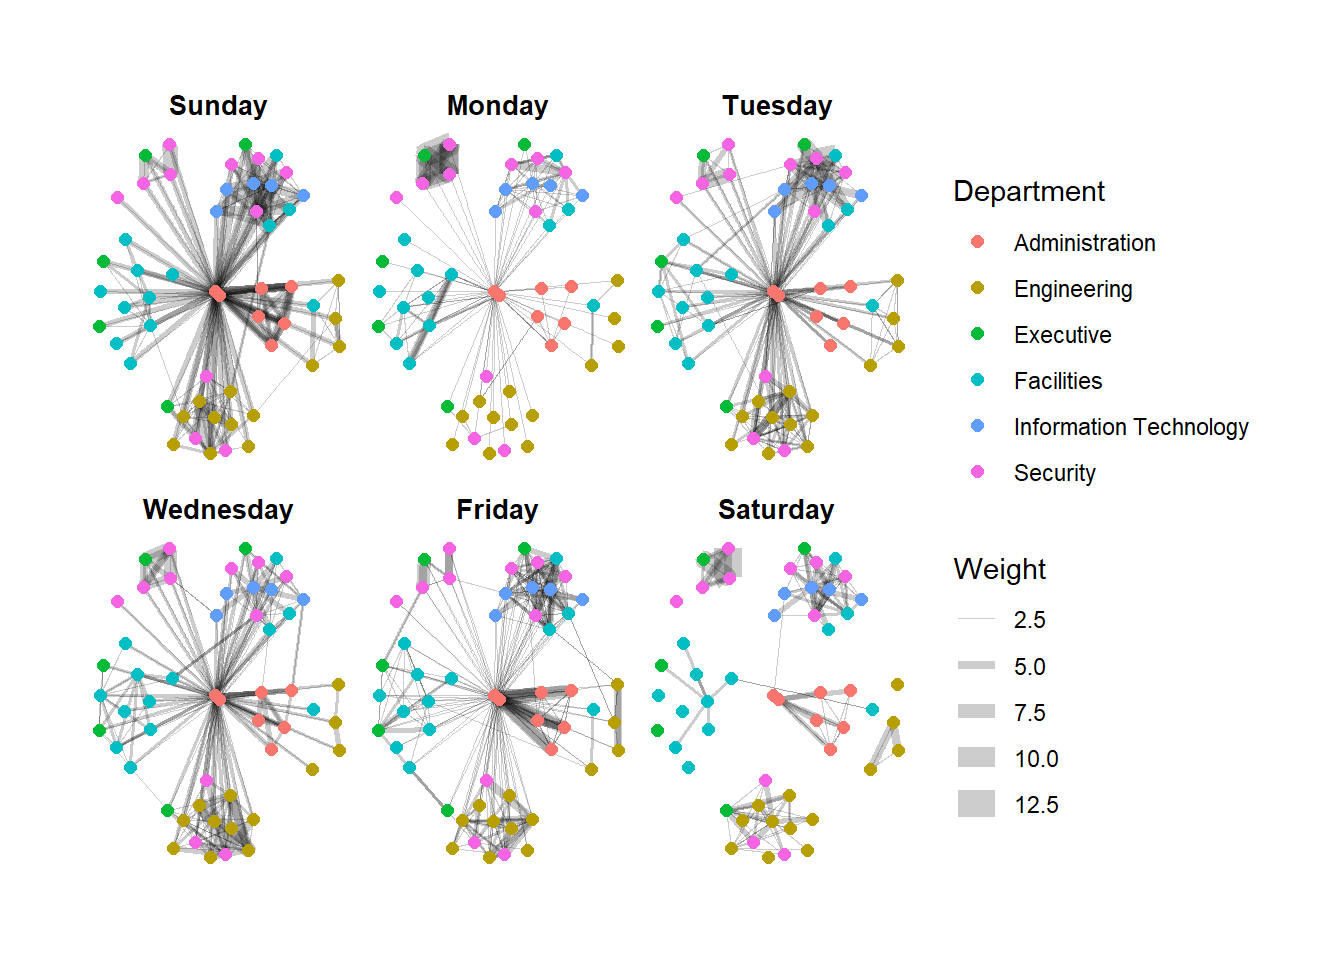 Sunday
Monday
Tuesday
Wednesday
Friday
Saturday
Department
Administration
Engineering
Executive
Facilities
Information Technology
Security
Weight
2.5
5.0
7.5
10.0
12.5